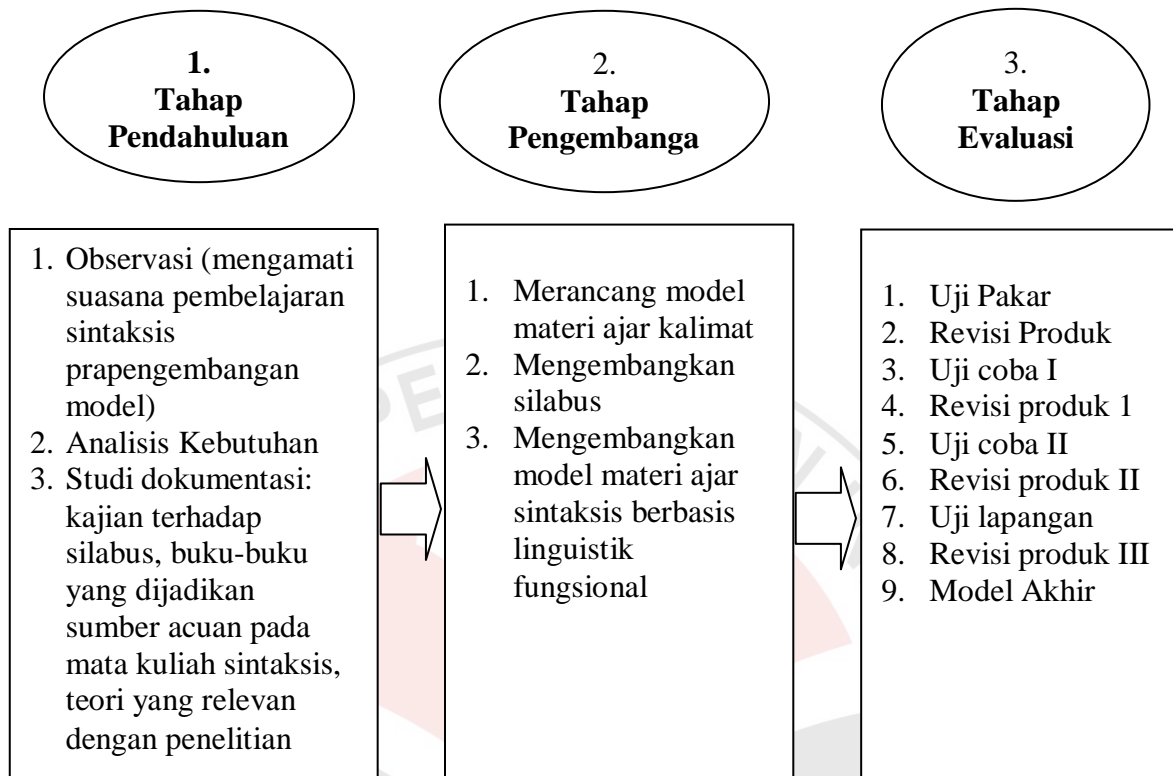 1.
Tahap
Pendahuluan
2.
Tahap
Pengembanga
3.
Tahap
Evaluasi
1. Observasi (mengamati
suasana pembelajaran
sintaksis
prapengembangan
model)
2. Analisis Kebutuhan
3. Studi dokumentasi:
kajian terhadap
silabus, buku-buku
yang dijadikan
sumber acuan pada
mata kuliah sintaksis,
teori yang relevan
dengan penelitian
1. Merancang model
materi ajar kalimat
2. Mengembangkan
silabus
3. Mengembangkan
model materi ajar
sintaksis berbasis
linguistik
fungsional
1. Uji Pakar
2. Revisi Produk
3. Uji coba I
4. Revisi produk 1
5. Uji coba II
6. Revisi produk II
7. Uji lapangan
8. Revisi produk III
9. Model Akhir